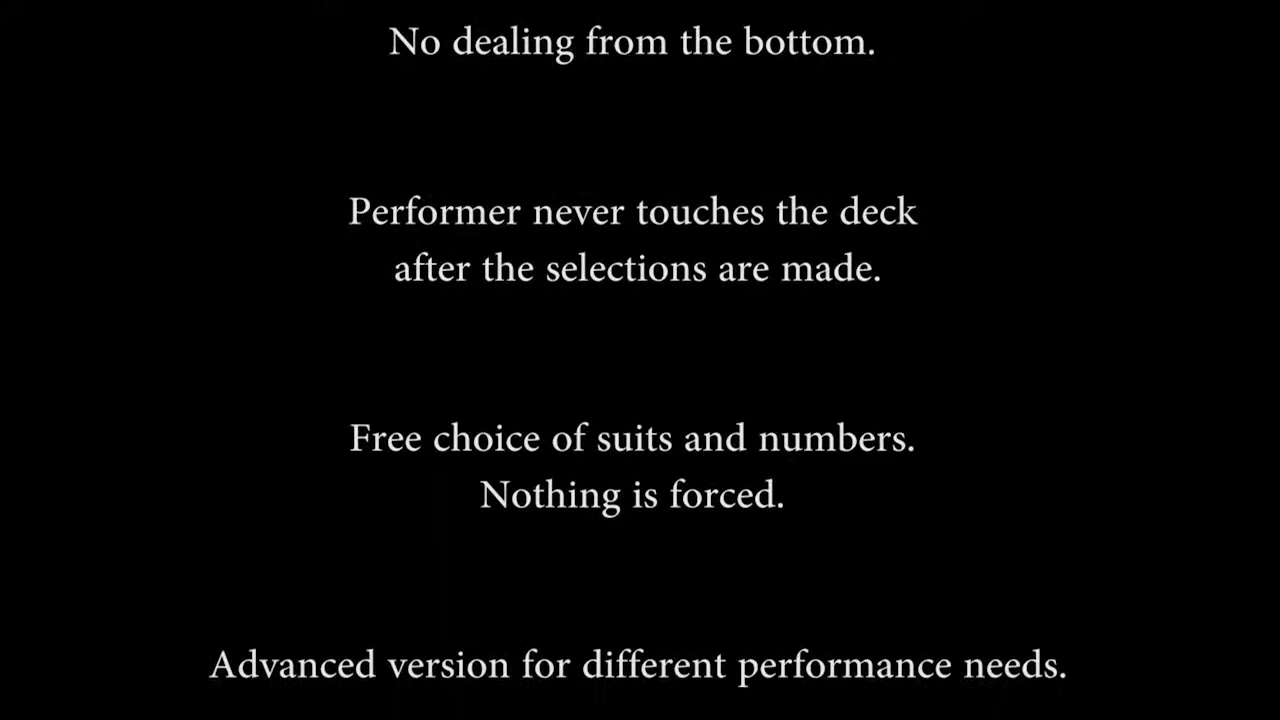 No dealing from the bottom.
Performer never touches the deck
after the selections are made.
Free choice of suits and numbers.
Nothing is forced.
Advanced version for different performance needs.